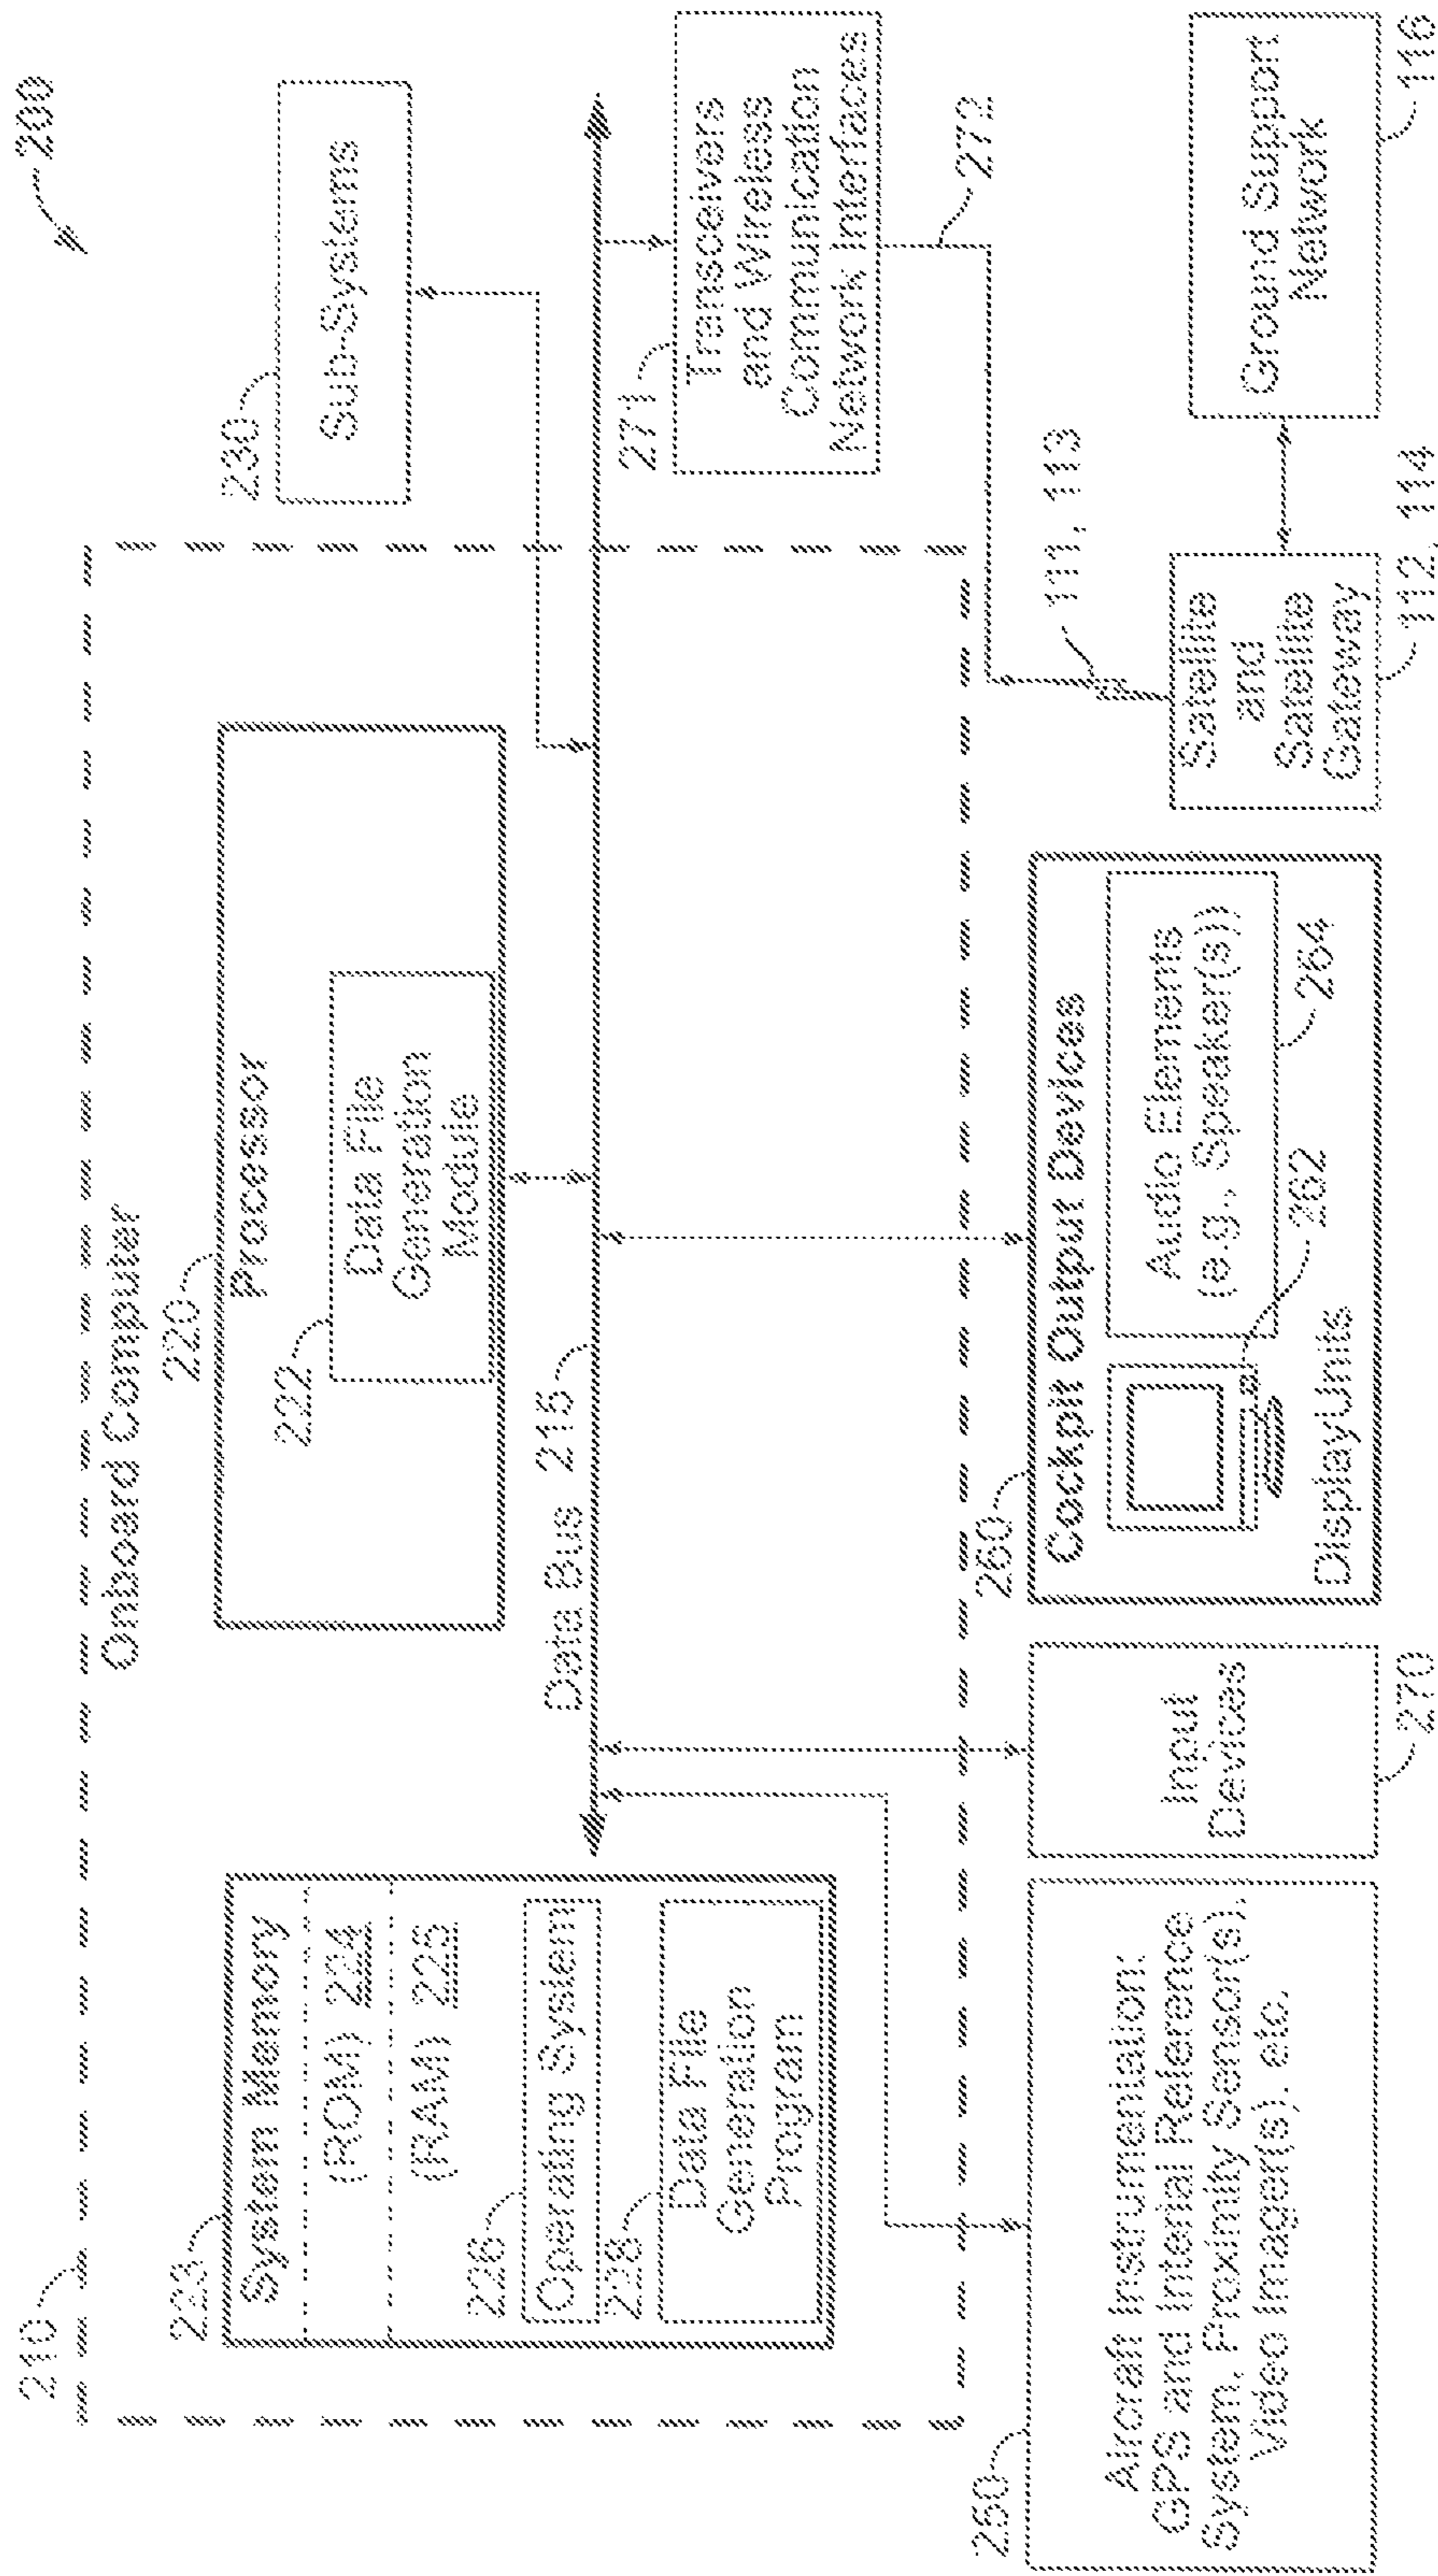 200
210
Onboard Computer
223
System Memory
(ROM) 224
(RAM) 225
226
Operating System
228
Data File
Generation
Program
220
Processor
222
Data File
Generation
Module
Data Bus 215
230
Sub-Systems
271
Transceivers
and Wireless
Communication
Network Interfaces
272
250
Aircraft Instrumentation:
GPS and Internal Reference
System, Proximity Sensor(s),
Video Imager(s), etc.
Input
Devices
270
260
Cockpit Output Devices
Audio Elements
(e.g., Speaker(s))
262
264
DisplayUnits
111, 113
Satellite
and
Satellite
Gateway
112, 114
Ground Support
Network
116